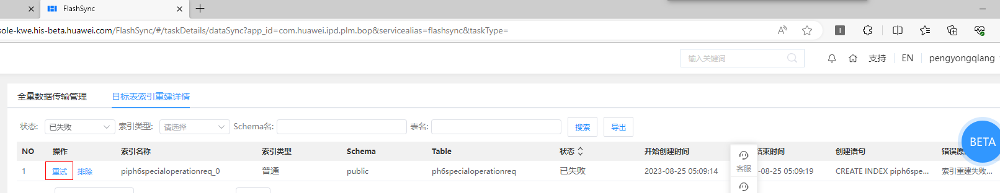 FlashSync
sole-kwe.his-beta.huawei.com/FlashSync/#/taskDetails/dataSync?app_id=com.huawei.ipd.plm.bop&servicealias=flashsync&taskType=
输入关键词 支持 EN pengyongqiang
全量数据传输管理 目标表索引重建详情
状态: 已失败 索引类型: 请选择 Schema名: 表名: 搜索 导出
BETA
NO 操作 索引名称 索引类型 Schema Table 状态 开始创建时间 结束时间 创建语句 错误原
1 重试 排除 piph6specialoperationreq_0 普通 public ph6specialoperationreq 已失败 2023-08-25 05:09:14 -08-25 05:09:19 CREATE INDEX piph6spe... 索引重建失败...
客服